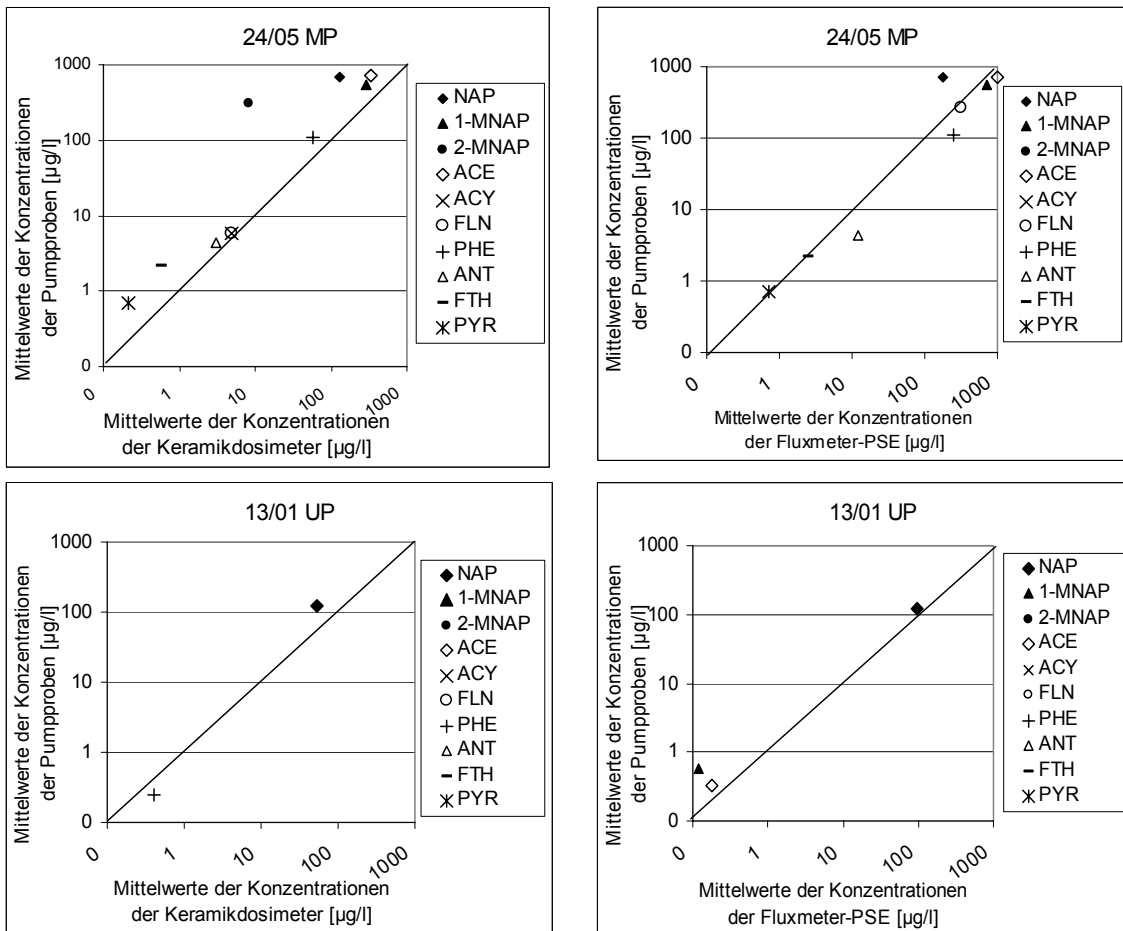 24/05 MP
Mittelwerte der Konzentrationen
der Pumpproben [µg/l]
1000
100
10
1
0
0
1
10
100
1000
Mittelwerte der Konzentrationen
der Keramikdosimeter [µg/l]
NAP
1-MNAP
2-MNAP
ACE
ACY
FLN
PHE
ANT
FTH
PYR
24/05 MP
Mittelwerte der Konzentrationen
der Pumpproben [µg/l]
1000
100
10
1
0
0
1
10
100
1000
Mittelwerte der Konzentrationen
der Fluxmeter-PSE [µg/l]
NAP
1-MNAP
2-MNAP
ACE
ACY
FLN
PHE
ANT
FTH
PYR
13/01 UP
Mittelwerte der Konzentrationen
der Pumpproben [µg/l]
1000
100
10
1
0
0
1
10
100
1000
Mittelwerte der Konzentrationen
der Keramikdosimeter [µg/l]
NAP
1-MNAP
2-MNAP
ACE
ACY
FLN
PHE
ANT
FTH
PYR
13/01 UP
Mittelwerte der Konzentrationen
der Pumpproben [µg/l]
1000
100
10
1
0
0
1
10
100
1000
Mittelwerte der Konzentrationen
der Fluxmeter-PSE [µg/l]
NAP
1-MNAP
2-MNAP
ACE
ACY
FLN
PHE
ANT
FTH
PYR